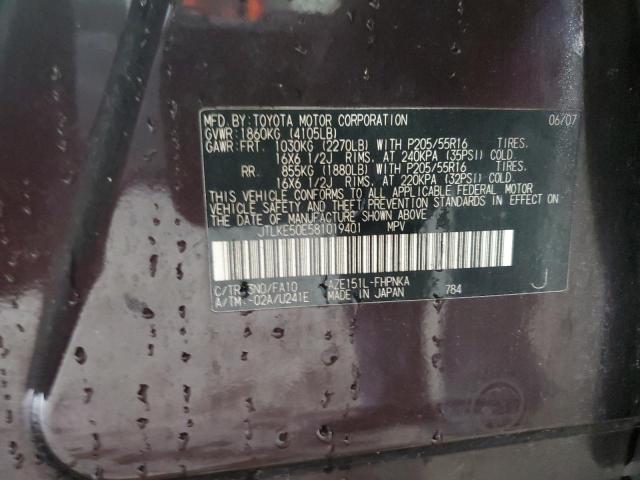 MFD. BY: TOYOTA MOTOR CORPORATION 06/07
GVWR: 1860KG (4105LB)
GAWR: FRT. 1030KG (2270LB) WITH P205/55R16 TIRES,
16X6 1/2J RIMS, AT 240KPA (35PSI) COLD.
RR. 855KG (1880LB) WITH P205/55R16 TIRES,
16X6 1/2J RIMS, AT 220KPA (32PSI) COLD.
THIS VEHICLE CONFORMS TO ALL APPLICABLE FEDERAL MOTOR
VEHICLE SAFETY AND THEFT PREVENTION STANDARDS IN EFFECT ON
THE DATE OF MANUFACTURE SHOWN ABOVE.
JTLKE50E581019401 MPV
C/TR: 3N0/FA10 AZE151L-FHPNKA
A/TM: -02A/U241E MADE IN JAPAN 784 J